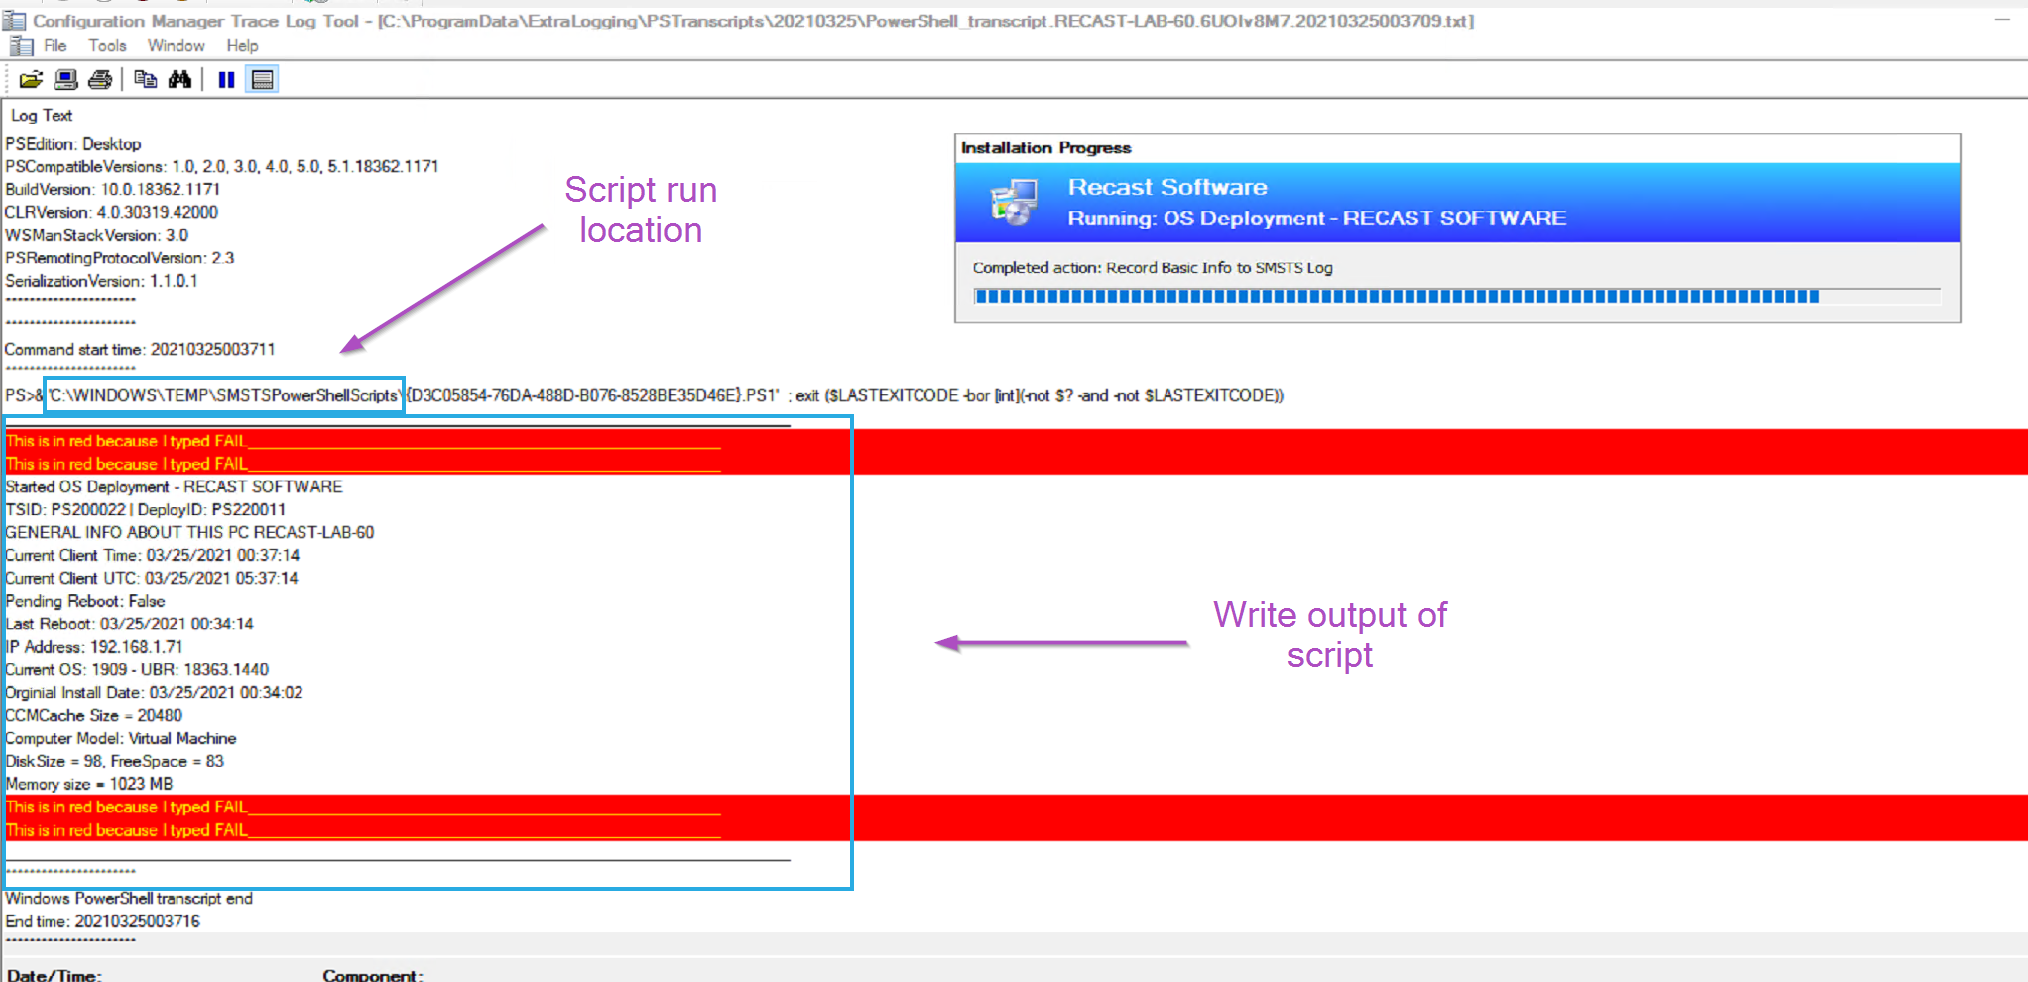 Configuration Manager Trace Log Tool - [C:\ProgramData\ExtraLogging\PSTranscripts\20210325\PowerShell_transcript.RECAST-LAB-60.6UOIv8M7.20210325003709.txt]
File Tools Window Help
Log Text
PSEdition: Desktop
PSCompatibleVersions: 1.0, 2.0, 3.0, 4.0, 5.0, 5.1.18362.1171
BuildVersion: 10.0.18362.1171
CLRVersion: 4.0.30319.42000
WSManStackVersion: 3.0
PSRemotingProtocolVersion: 2.3
SerializationVersion: 1.1.0.1
**********************
**********************
Command start time: 20210325003711
**********************
PS>& 'C:\WINDOWS\TEMP\SMSTSPowerShellScripts\{D3C05854-76DA-488D-B076-8528BE35D46E}.PS1' ; exit ($LASTEXITCODE -bor [int](-not $? -and -not $LASTEXITCODE))
This is in red because I typed FAIL
This is in red because I typed FAIL
Started OS Deployment - RECAST SOFTWARE
TSID: PS200022 | DeployID: PS220011
GENERAL INFO ABOUT THIS PC RECAST-LAB-60
Current Client Time: 03/25/2021 00:37:14
Current Client UTC: 03/25/2021 05:37:14
Pending Reboot: False
Last Reboot: 03/25/2021 00:34:14
IP Address: 192.168.1.71
Current OS: 1909 - UBR: 18363.1440
Orginial Install Date: 03/25/2021 00:34:02
CCMCache Size = 20480
Computer Model: Virtual Machine
DiskSize = 98, FreeSpace = 83
Memory size = 1023 MB
This is in red because I typed FAIL
This is in red because I typed FAIL
**********************
Windows PowerShell transcript end
End time: 20210325003716
**********************
Date/Time: Component:
Script run
location
Installation Progress
Recast Software
Running: OS Deployment - RECAST SOFTWARE
Completed action: Record Basic Info to SMSTS Log
Write output of
script